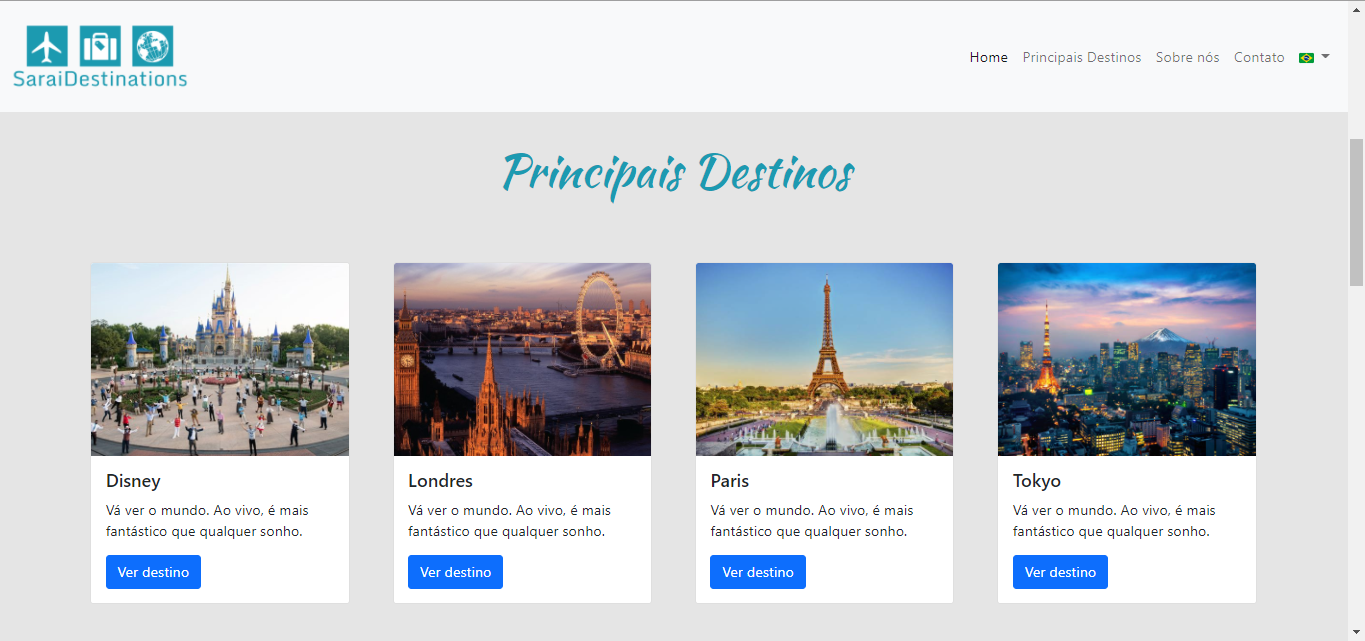 SaraiDestinations
Home Principais Destinos Sobre nós Contato
Principais Destinos
Disney
Vá ver o mundo. Ao vivo, é mais
fantástico que qualquer sonho.
Ver destino
Londres
Vá ver o mundo. Ao vivo, é mais
fantástico que qualquer sonho.
Ver destino
Paris
Vá ver o mundo. Ao vivo, é mais
fantástico que qualquer sonho.
Ver destino
Tokyo
Vá ver o mundo. Ao vivo, é mais
fantástico que qualquer sonho.
Ver destino